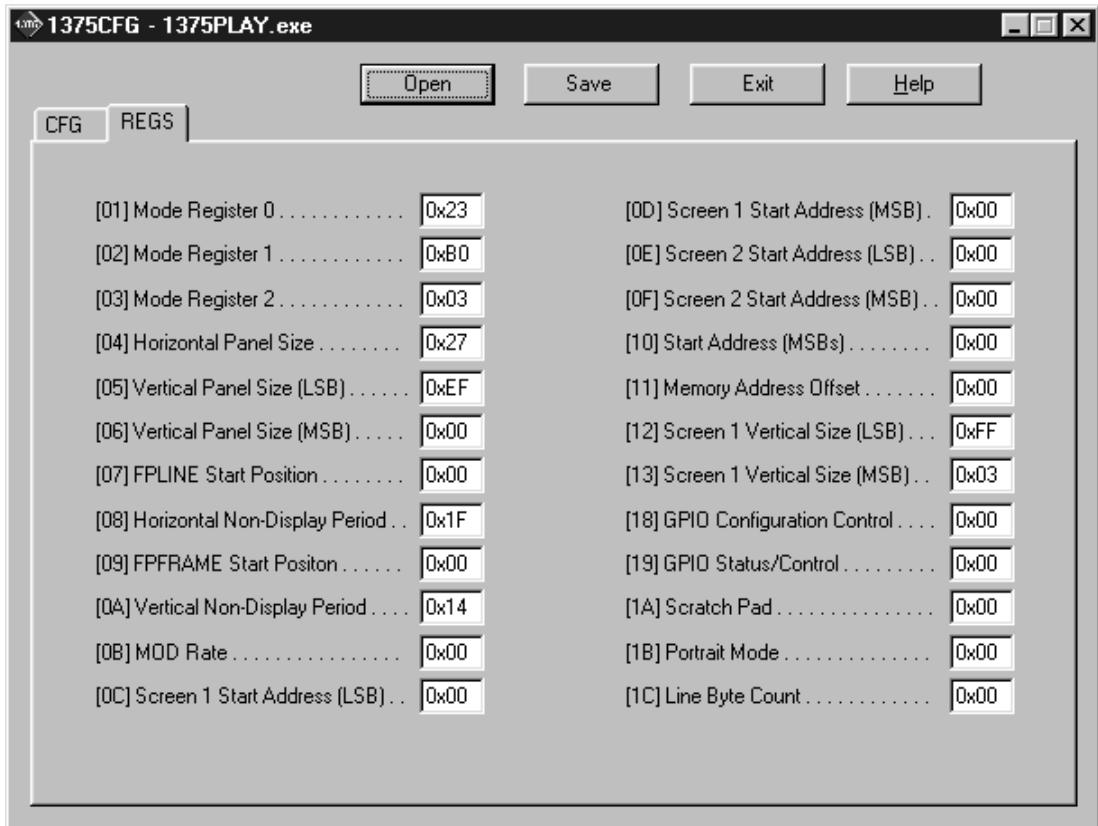 1375CFG - 1375PLAY.exe
Open Save Exit Help
CFG REGS
[01] Mode Register 0 . . . . . . . . . . . . 0x23
[02] Mode Register 1 . . . . . . . . . . . . 0xB0
[03] Mode Register 2 . . . . . . . . . . . . 0x03
[04] Horizontal Panel Size . . . . . . . . 0x27
[05] Vertical Panel Size (LSB) . . . . . . 0xEF
[06] Vertical Panel Size (MSB) . . . . . 0x00
[07] FPLINE Start Position . . . . . . . . 0x00
[08] Horizontal Non-Display Period . . 0x1F
[09] FPFRAME Start Positon . . . . . . 0x00
[0A] Vertical Non-Display Period . . . . 0x14
[0B] MOD Rate . . . . . . . . . . . . . . . . 0x00
[0C] Screen 1 Start Address (LSB) . . 0x00
[0D] Screen 1 Start Address (MSB) . 0x00
[0E] Screen 2 Start Address (LSB) . . 0x00
[0F] Screen 2 Start Address (MSB) . . 0x00
[10] Start Address (MSBs) . . . . . . . . 0x00
[11] Memory Address Offset . . . . . . . 0x00
[12] Screen 1 Vertical Size (LSB) . . . 0xFF
[13] Screen 1 Vertical Size (MSB) . . 0x03
[18] GPIO Configuration Control . . . . 0x00
[19] GPIO Status/Control . . . . . . . . . 0x00
[1A] Scratch Pad . . . . . . . . . . . . . . . 0x00
[1B] Portrait Mode . . . . . . . . . . . . . . 0x00
[1C] Line Byte Count . . . . . . . . . . . . 0x00